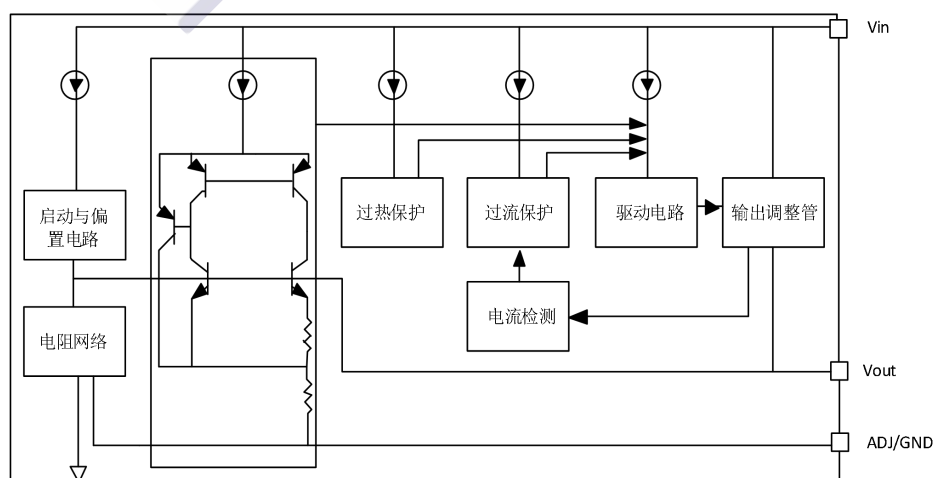 Vin
启动与偏
置电路
过热保护
过流保护
驱动电路
输出调整管
电阻网络
电流检测
Vout
ADJ/GND